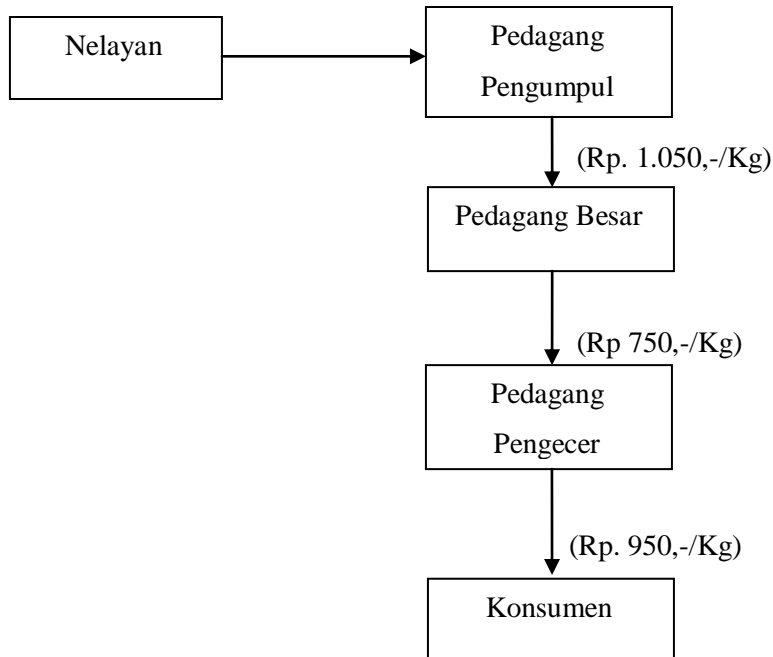 Nelayan
Pedagang
Pengumpul
(Rp. 1.050,-/Kg)
Pedagang Besar
(Rp 750,-/Kg)
Pedagang
Pengecer
(Rp. 950,-/Kg)
Konsumen